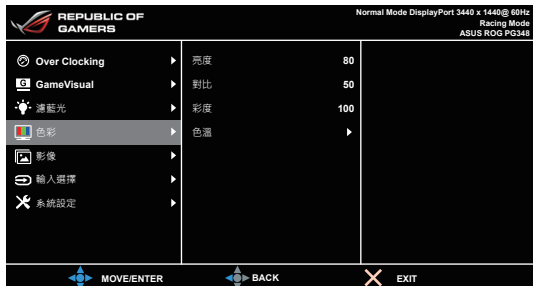 REPUBLIC OF
GAMERS
Normal Mode DisplayPort 3440 x 1440@ 60Hz
Racing Mode
ASUS ROG PG348
Over Clocking
G GameVisual
濾藍光
色彩
影像
輸入選擇
系統設定
亮度 80
對比 50
彩度 100
色溫
MOVE/ENTER
BACK
EXIT